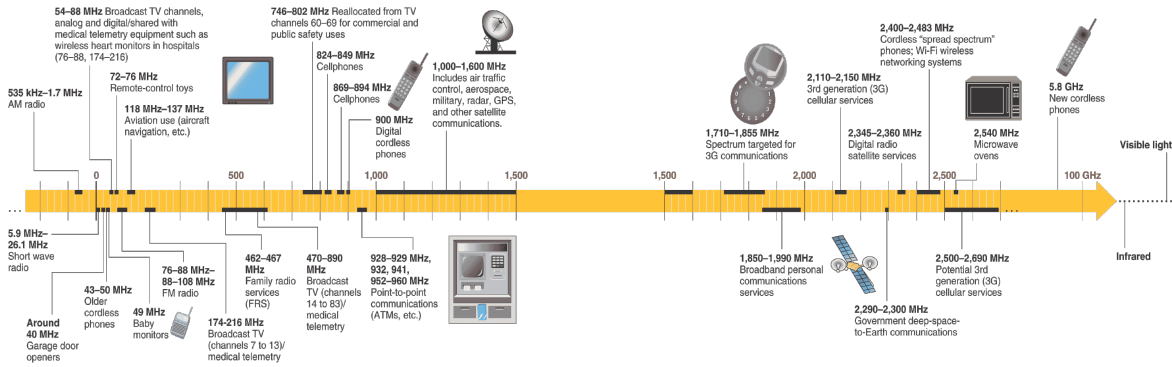 54–88 MHz Broadcast TV channels,
analog and digital/shared with
medical telemetry equipment such as
wireless heart monitors in hospitals
(76–88, 174–216)
746–802 MHz Reallocated from TV
channels 60–69 for commercial and
public safety uses
2,400–2,483 MHz
Cordless “spread spectrum”
phones; Wi-Fi wireless
networking systems
824–849 MHz
Cellphones
1,000–1,600 MHz
Includes air traffic
control, aerospace,
military, radar, GPS,
and other satellite
communications.
72–76 MHz
Remote-control toys
2,110–2,150 MHz
3rd generation (3G)
cellular services
5.8 GHz
New cordless
phones
535 kHz–1.7 MHz
AM radio
869–894 MHz
Cellphones
118 MHz–137 MHz
Aviation use (aircraft
navigation, etc.)
900 MHz
Digital
cordless
phones
1,710–1,855 MHz
Spectrum targeted for
3G communications
2,345–2,360 MHz
Digital radio
satellite services
2,540 MHz
Microwave
ovens
Visible light
0
500
1,000
1,500
1,500
2,000
2,500
100 GHz
5.9 MHz–
26.1 MHz
Short wave
radio
Infrared
462–467
MHz
Family radio
services
(FRS)
470–890
MHz
Broadcast
TV (channels
14 to 83)/
medical
telemetry
928–929 MHz,
932, 941,
952–960 MHz
Point-to-point
communications
(ATMs, etc.)
1,850–1,990 MHz
Broadband personal
communications
services
2,500–2,690 MHz
Potential 3rd
generation (3G)
cellular services
76–88 MHz–
88–108 MHz
FM radio
43–50 MHz
Older
cordless
phones
49 MHz
Baby
monitors
2,290–2,300 MHz
Government deep-space-
to-Earth communications
Around
40 MHz
Garage door
openers
174-216 MHz
Broadcast TV
(channels 7 to 13)/
medical telemetry